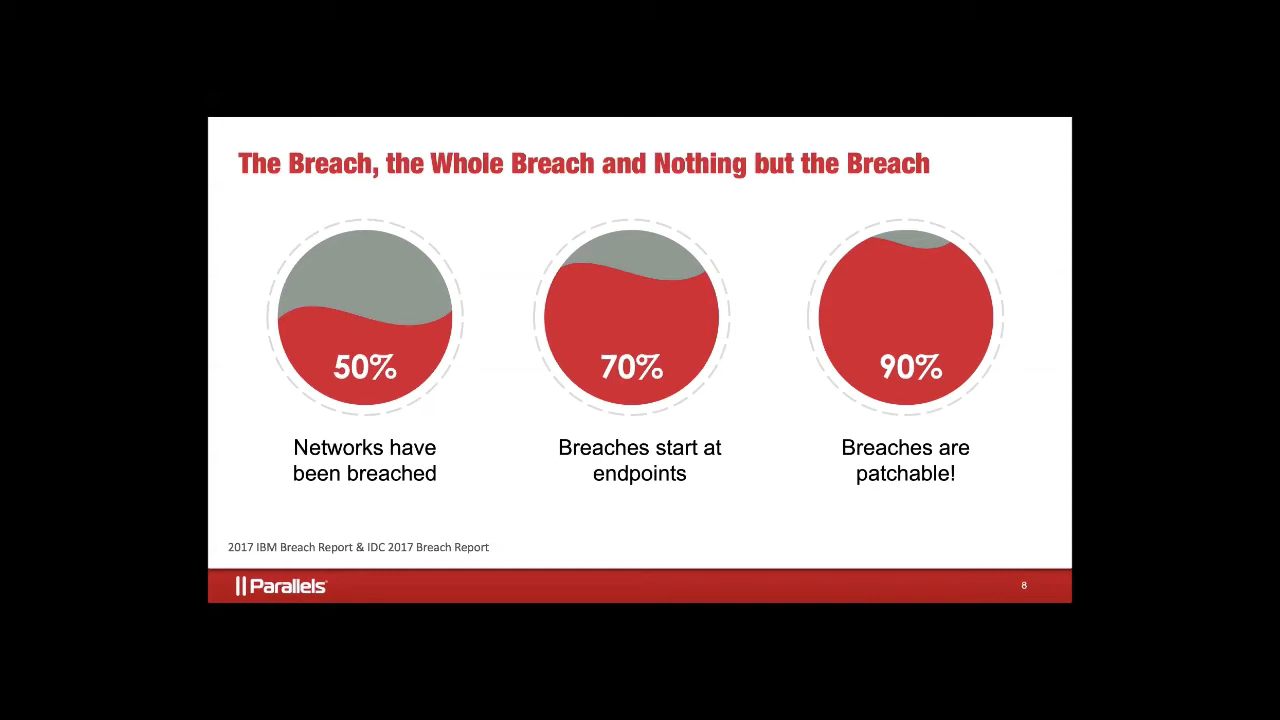 The Breach, the Whole Breach and Nothing but the Breach
50%
70%
90%
Networks have
been breached
Breaches start at
endpoints
Breaches are
patchable!
2017 IBM Breach Report & IDC 2017 Breach Report
Parallels
8